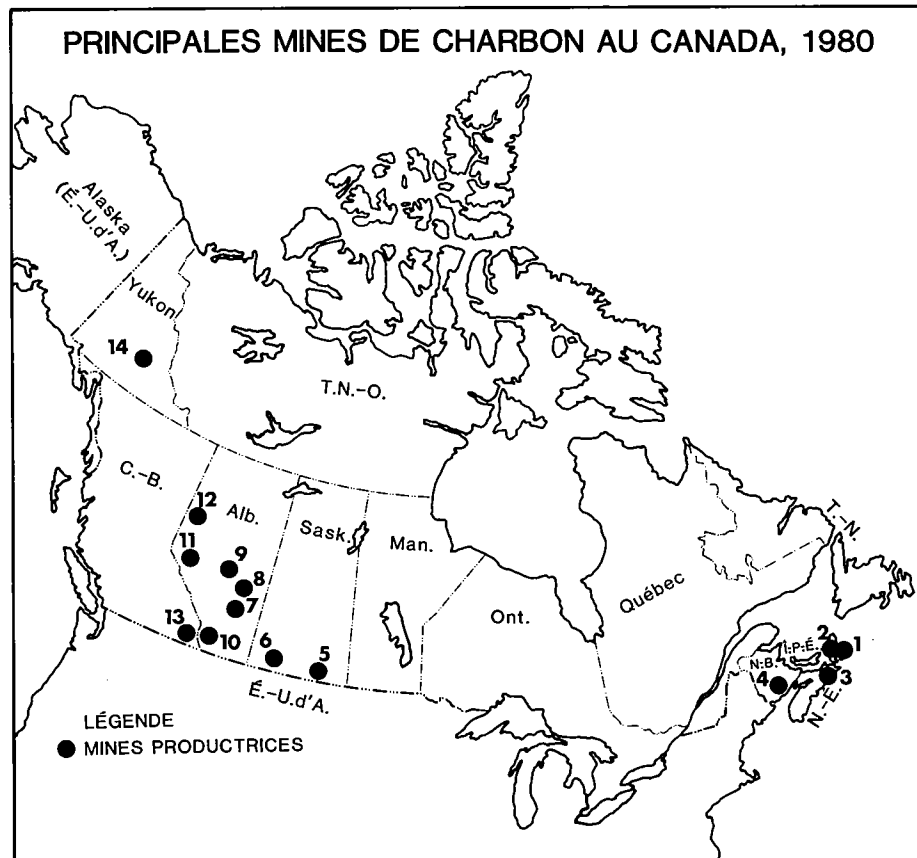 PRINCIPALES MINES DE CHARBON AU CANADA, 1980
Alaska
(É.-U.d'A.)
Yukon
14
T.N.-O.
C.-B.
12
Alb.
Sask.
Man.
11
9
8
7
13
10
6
5
Ont.
Québec
T.-N.
2
1
Î.-P.-É.
N.-B.
4
3
N.-É.
É.-U.d'A.
LÉGENDE
MINES PRODUCTRICES